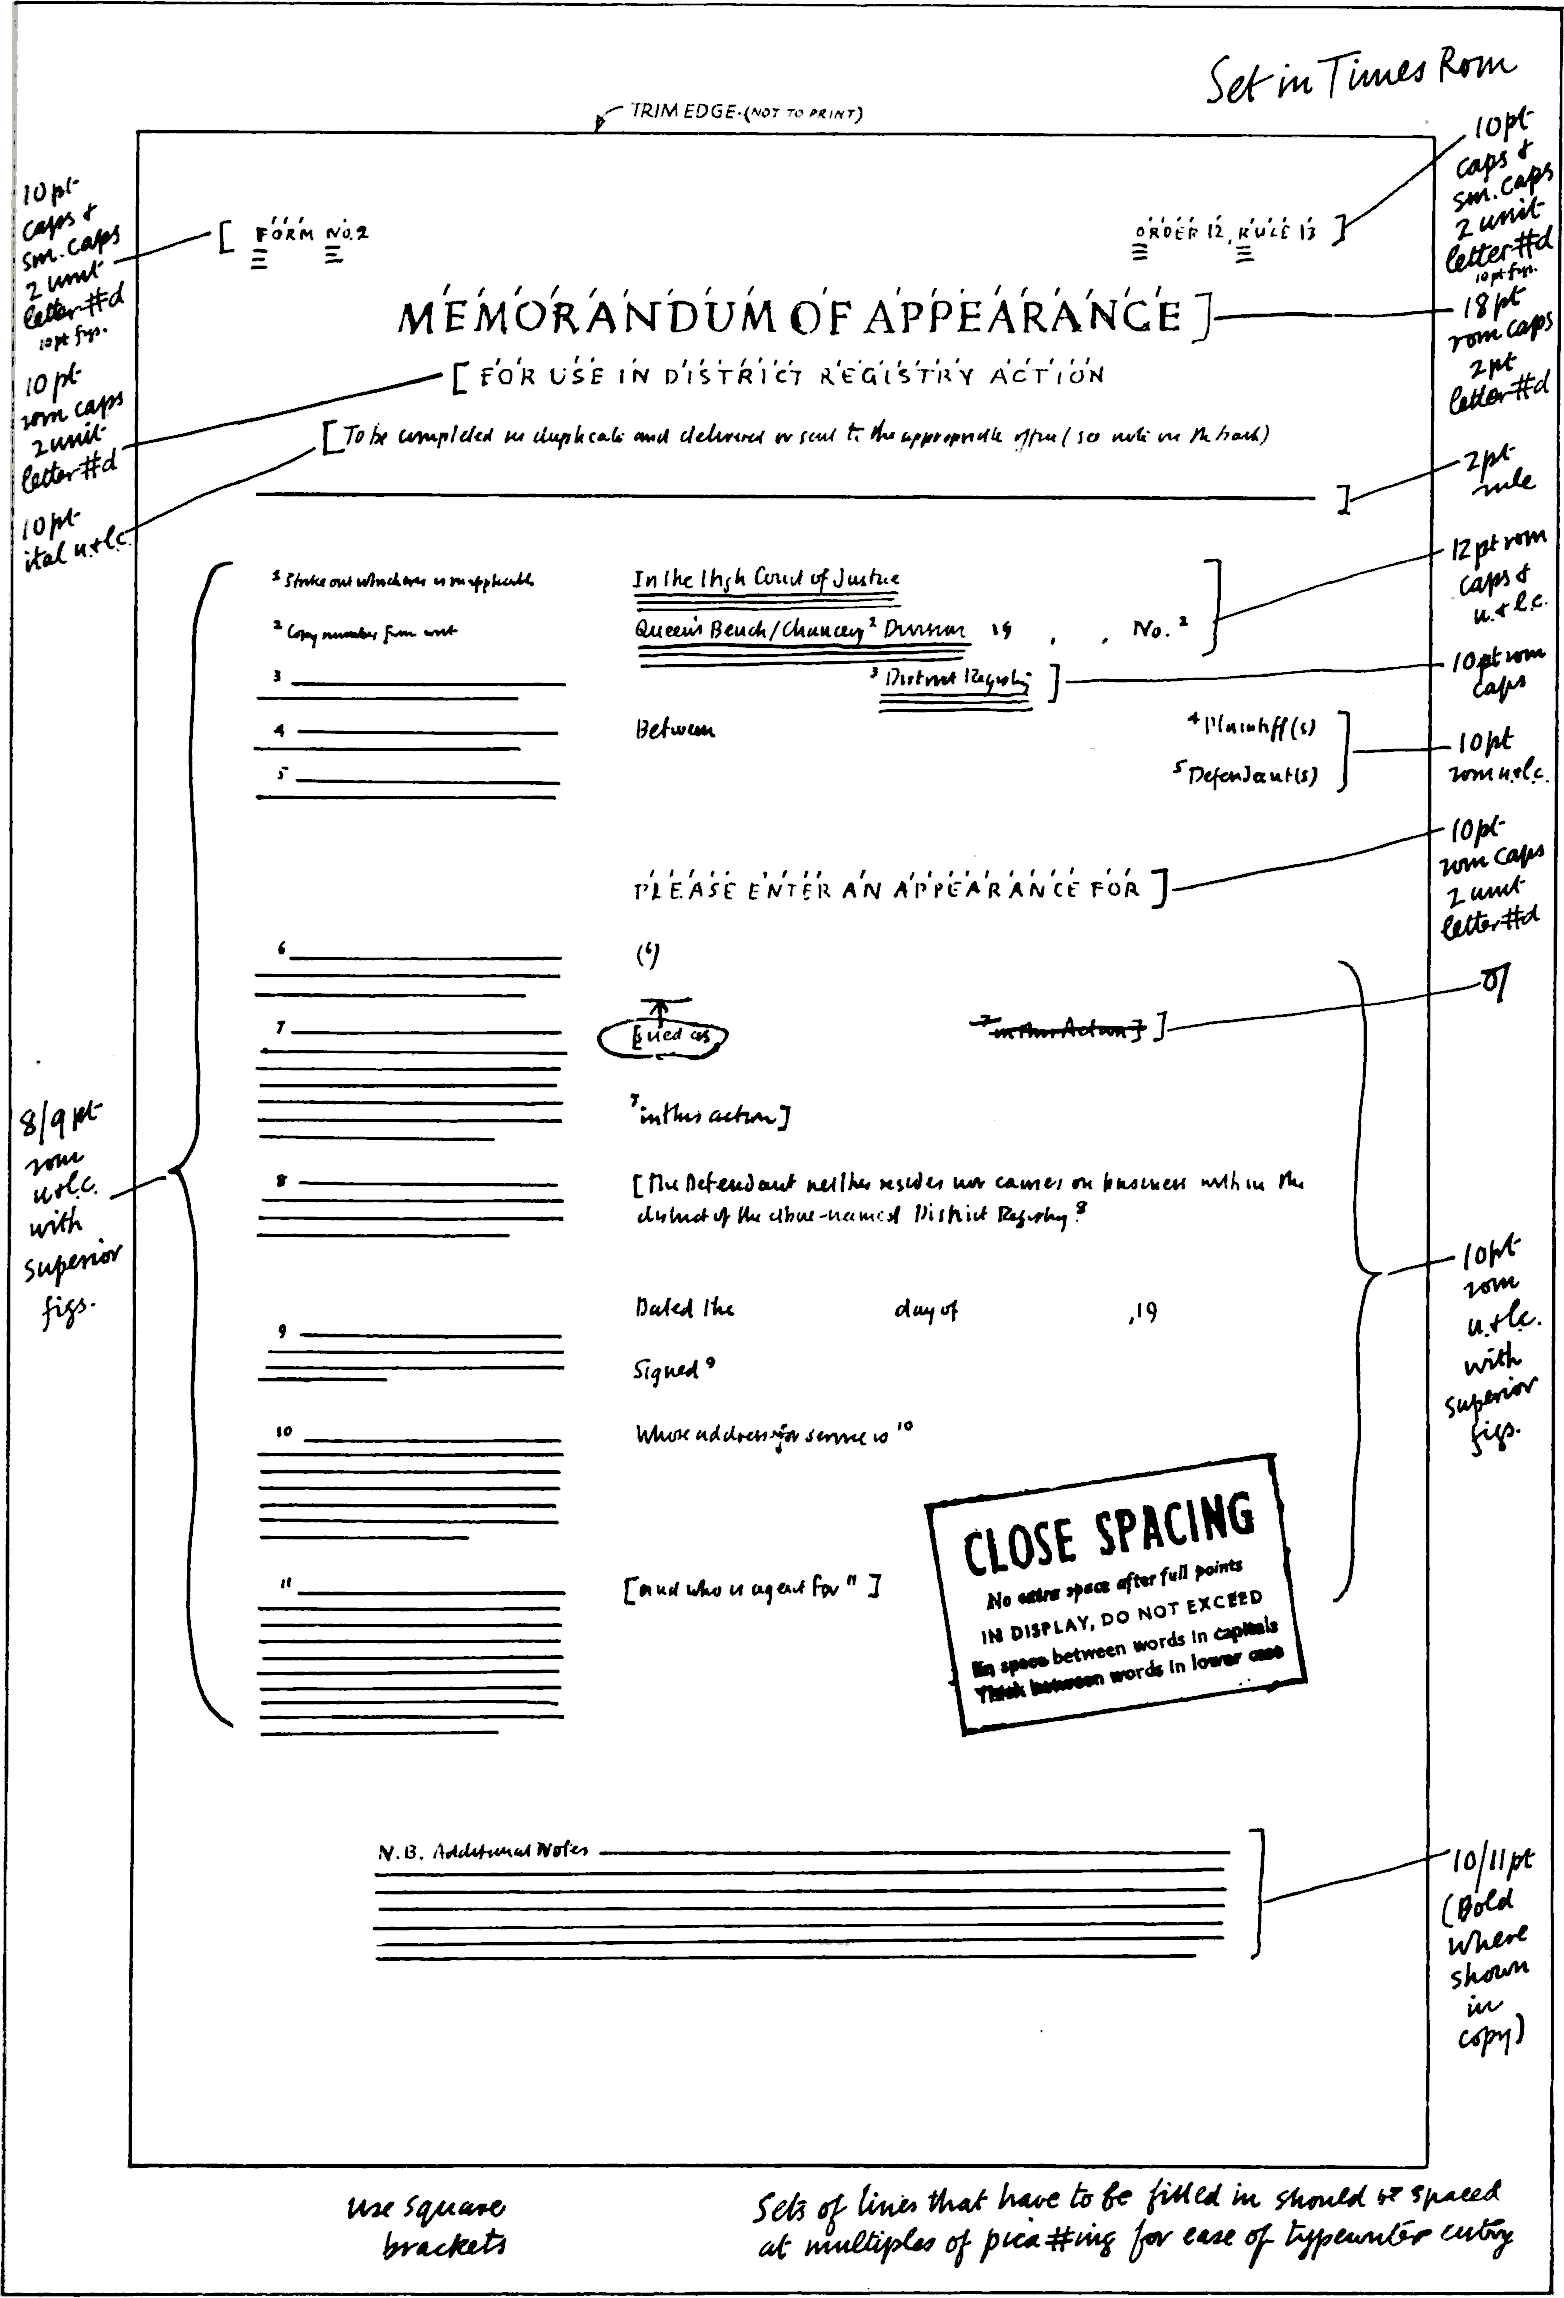 Set in Times Rom
TRIM EDGE (NOT TO PRINT)
10pt
caps &
sm. caps
2 unit
letter #d
10pt figs.
10pt
caps &
sm. caps
2 unit
letter #d
10pt figs.
[ FORM No. 2
ORDER 12, RULE 13 ]
MEMORANDUM OF APPEARANCE ]
18pt
rom caps
2pt
letter #d
[ FOR USE IN DISTRICT REGISTRY ACTION
10pt
rom caps
2 unit
letter #d
[ To be completed in duplicate and delivered or sent to the appropriate office (see note on the back)
10pt
ital u.&l.c.
2pt
rule
1 Strike out whichever is inapplicable
In the High Court of Justice
12pt rom
caps &
u.&l.c.
2 Copy number from writ
Queen's Bench/Chancery 2 Division 19 , , No. 2
3
3 District Registry ]
10pt rom
caps
4
Between
4 Plaintiff(s)
5
5 Defendant(s)
10pt
rom u.&l.c.
PLEASE ENTER AN APPEARANCE FOR ]
10pt
rom caps
2 unit
letter #d
6
(6)
7
[sued as
7 in this Action] ]
7 in this action]
8/9pt
rom
u.&l.c.
with
superior
figs.
8
[The Defendant neither resides nor carries on business within the
district of the above-named District Registry 8
Dated the day of ,19
9
Signed 9
10pt
rom
u.&l.c.
with
superior
figs.
10
Whose address for service is 10
11
[and who is agent for 11 ]
CLOSE SPACING
No extra space after full points
IN DISPLAY, DO NOT EXCEED
En space between words in capitals
Thick between words in lower case
N.B. Additional Notes
10/11pt
(Bold
where
shown
in
copy)
use square
brackets
Sets of lines that have to be filled in should be spaced
at multiples of pica #ing for ease of typewriter entry